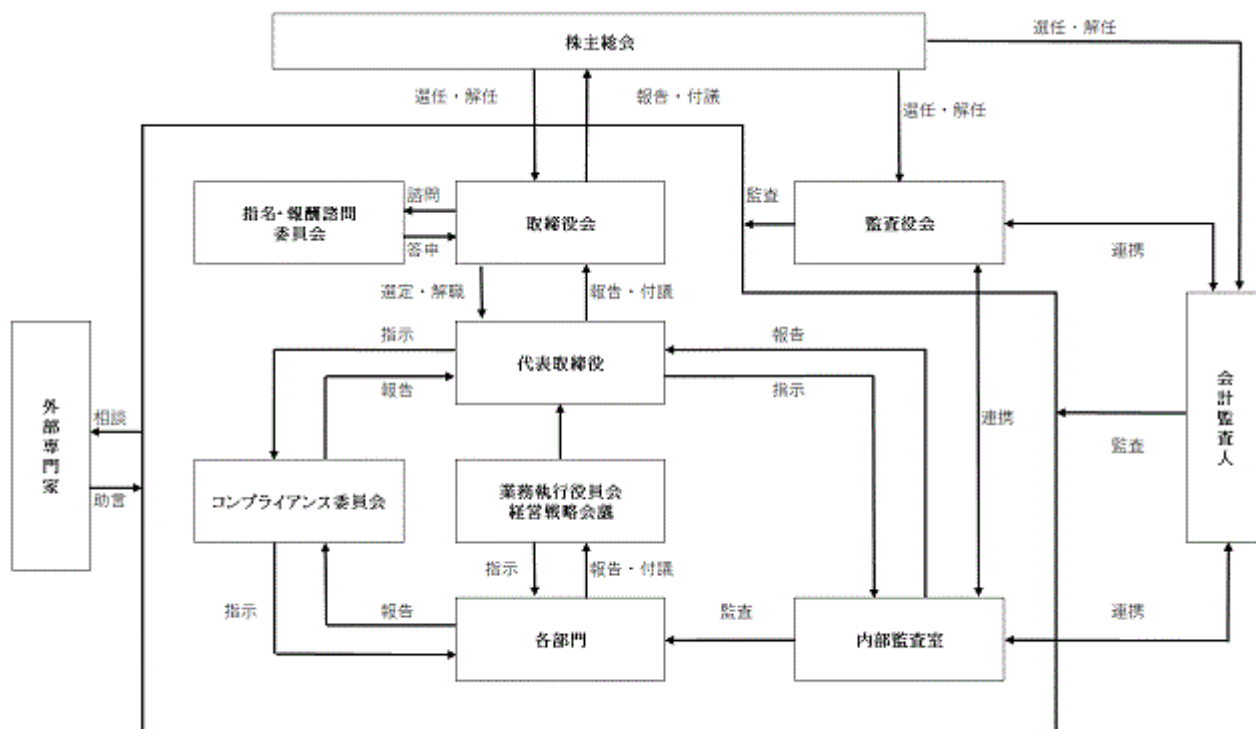 株主総会
選任・解任
選任・解任
報告・付議
選任・解任
指名・報酬諮問
委員会
諮問
答申
取締役会
監査
監査役会
連携
選定・解職
報告・付議
指示
報告
代表取締役
報告
指示
外部専門家
相談
助言
連携
会計監査人
監査
コンプライアンス委員会
業務執行役員会
経営戦略会議
指示
報告・付議
指示
報告
各部門
監査
内部監査室
連携